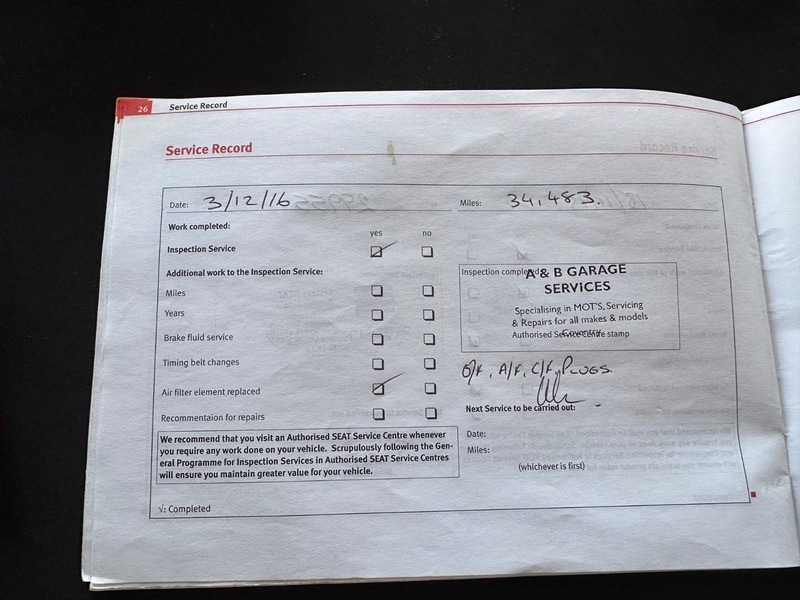 26 Service Record
Service Record
Date: 3/12/16 Miles: 34,483.
Work completed:
yes no
Inspection Service
Additional work to the Inspection Service:
Miles
Years
Brake fluid service
Timing belt changes
Air filter element replaced
Recommentaion for repairs
Inspection completed
A & B GARAGE
SERVICES
Specialising in MOT'S, Servicing
& Repairs for all makes & models
Coventry
Authorised Service Centre stamp
O/F, A/F, C/F, PLUGS
Next Service to be carried out:
Date:
Miles:
(whichever is first)
We recommend that you visit an Authorised SEAT Service Centre whenever
you require any work done on your vehicle. Scrupulously following the Gen-
eral Programme for Inspection Services in Authorised SEAT Service Centres
will ensure you maintain greater value for your vehicle.
√: Completed